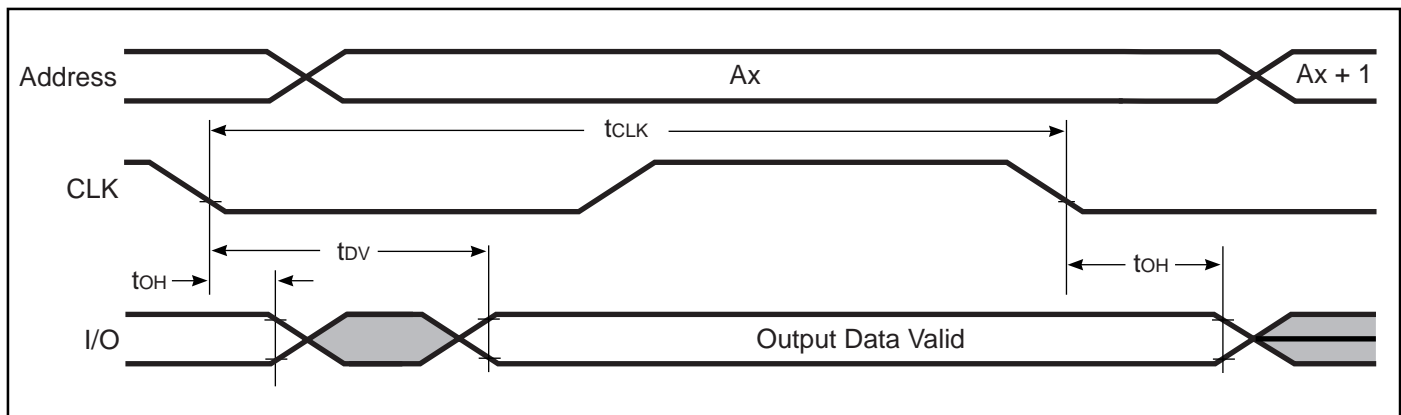 Address
Ax
Ax + 1
tCLK
CLK
tDV
tOH
tOH
I/O
Output Data Valid